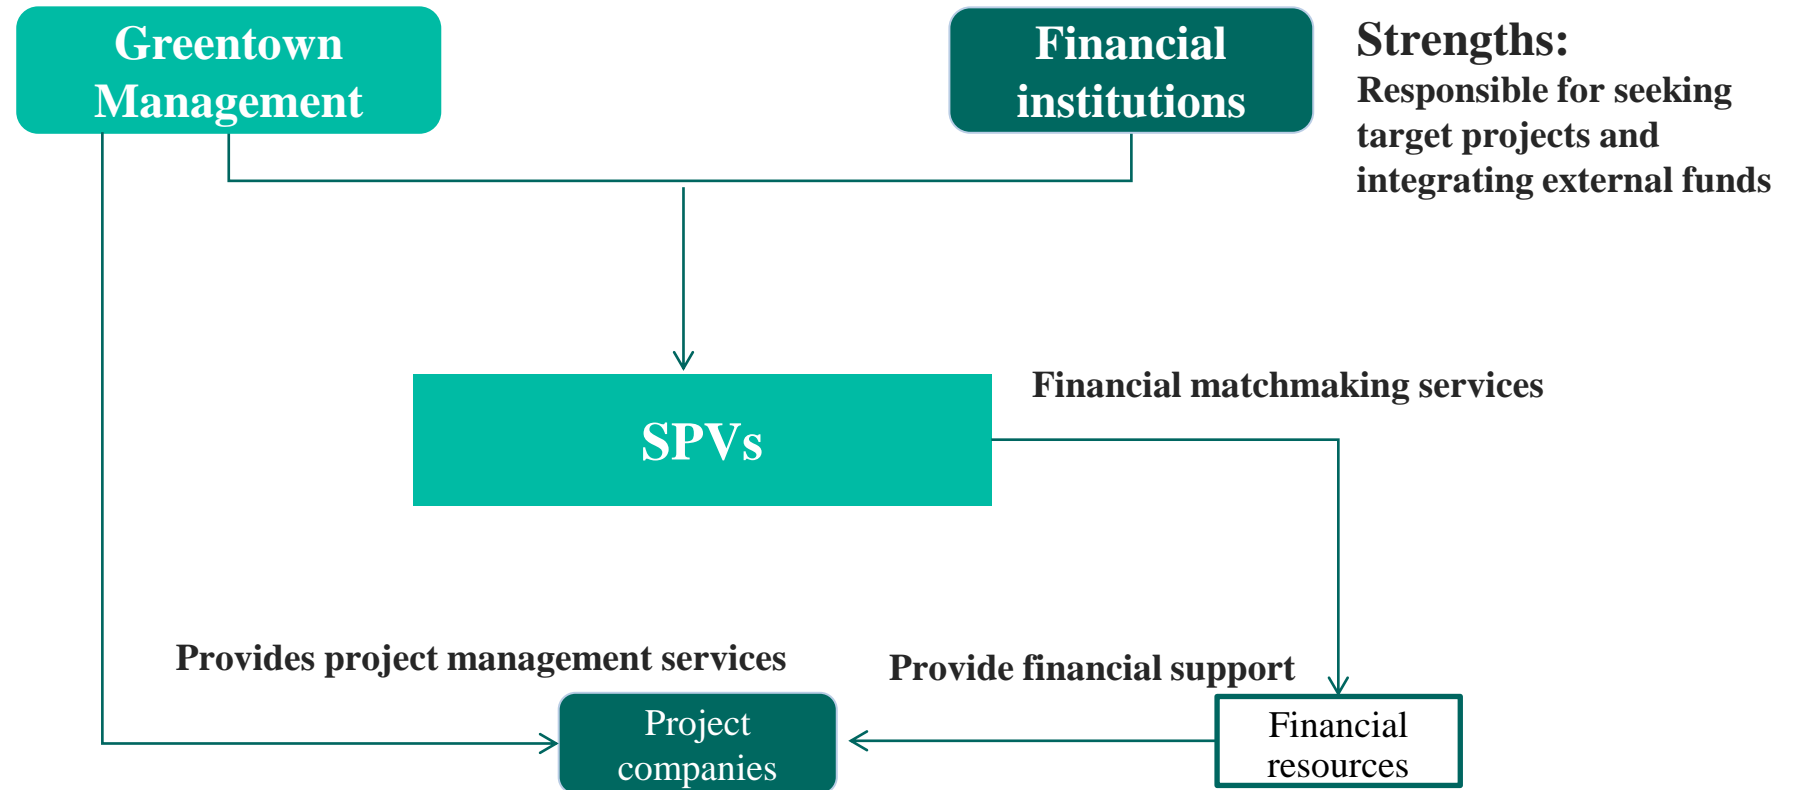 Greentown
Management
Financial
institutions
Strengths:
Responsible for seeking
target projects and
integrating external funds
Financial matchmaking services
SPVs
Provides project management services
Provide financial support
Project
companies
Financial
resources